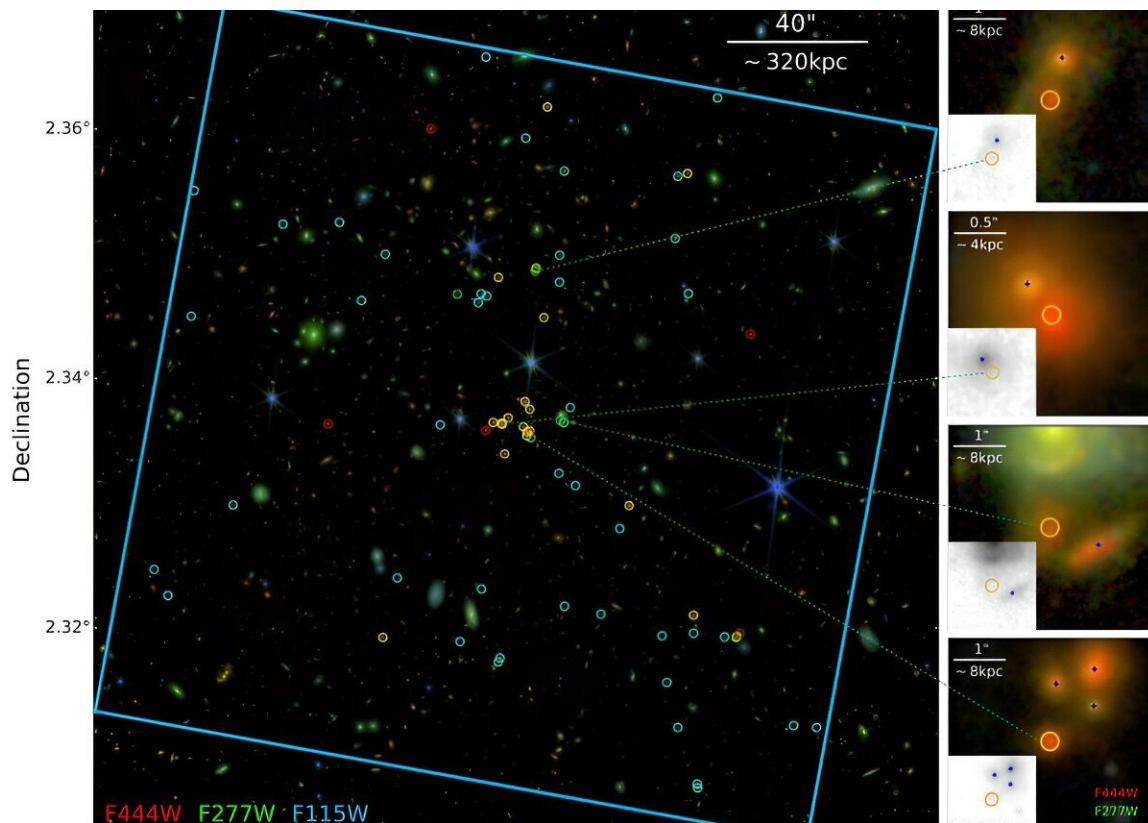 40"
~ 320kpc
2.36°
2.34°
2.32°
Declination
F444W F277W F115W
1"
~ 8kpc
0.5"
~ 4kpc
1"
~ 8kpc
1"
~ 8kpc
F444W
F277W